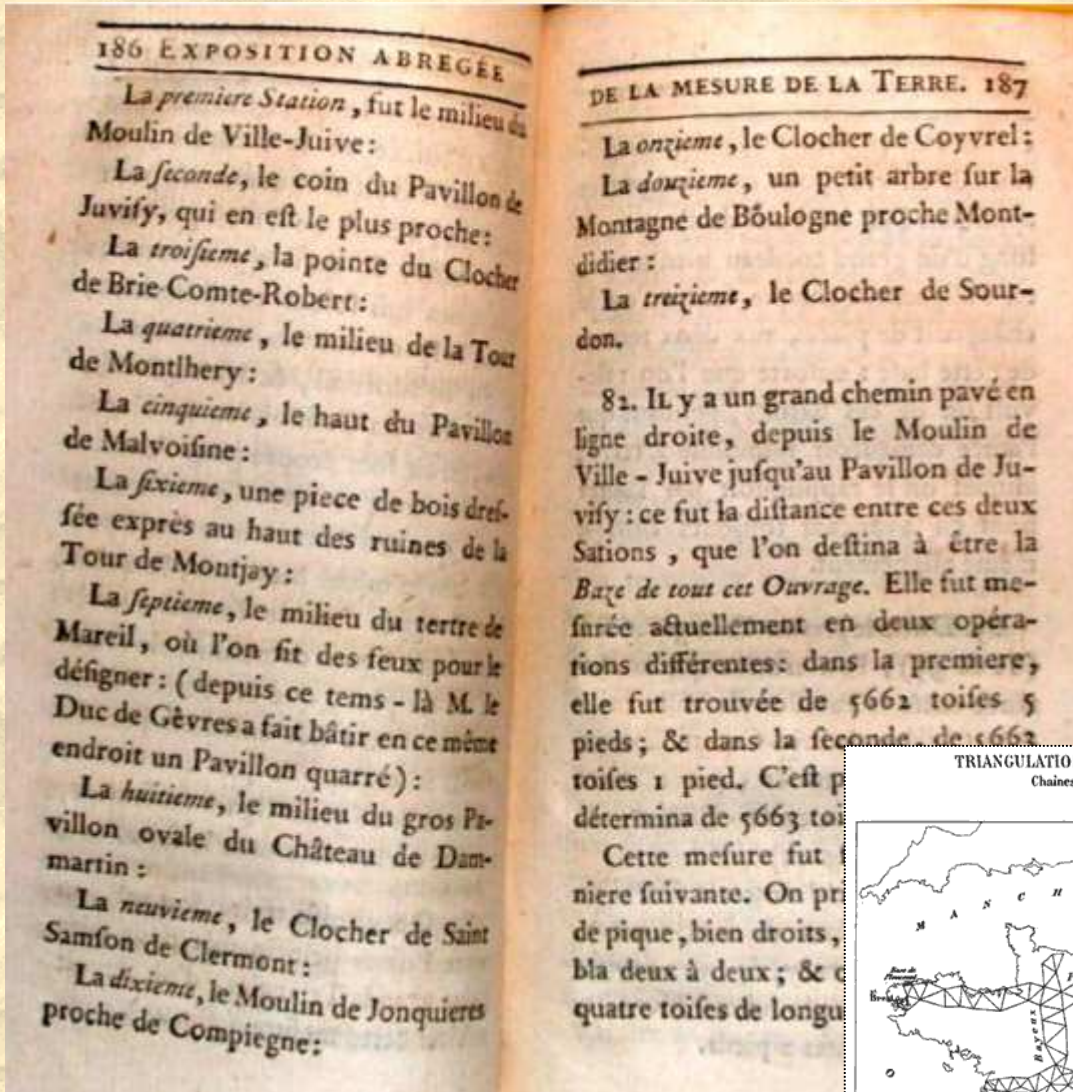 186 EXPOSITION ABREGÉE
La premiere Station, fut le milieu du
Moulin de Ville-Juive:
La ſeconde, le coin du Pavillon de
Juviſy, qui en eſt le plus proche:
La troiſieme, la pointe du Clocher
de Brie-Comte-Robert:
La quatrieme, le milieu de la Tour
de Montlhery:
La cinquieme, le haut du Pavillon
de Malvoiſine:
La ſixieme, une piece de bois dreſ-
ſée exprès au haut des ruines de la
Tour de Montjay:
La ſeptieme, le milieu du tertre de
Mareil, où l'on fit des feux pour le
déſigner: (depuis ce tems-là M. le
Duc de Gêvres a fait bâtir en ce même
endroit un Pavillon quarré):
La huitieme, le milieu du gros Pa-
villon ovale du Château de Dam-
martin:
La neuvieme, le Clocher de Saint
Samſon de Clermont:
La dixieme, le Moulin de Jonquieres
proche de Compiegne:
DE LA MESURE DE LA TERRE. 187
La onzieme, le Clocher de Coyvrel:
La douzieme, un petit arbre ſur la
Montagne de Bôulogne proche Mont-
didier:
La treizieme, le Clocher de Sour-
don.
82. IL y a un grand chemin pavé en
ligne droite, depuis le Moulin de
Ville-Juive juſqu'au Pavillon de Ju-
viſy: ce fut la diſtance entre ces deux
Sations, que l'on deſtina à être la
Baze de tout cet Ouvrage. Elle fut me-
ſurée actuellement en deux opéra-
tions différentes: dans la premiere,
elle fut trouvée de 5662 toiſes 5
pieds; & dans la ſeconde, de 5663
toiſes 1 pied. C'eſt p
détermina de 5663 toi
Cette meſure fut
niere ſuivante. On pri
de pique, bien droits,
bla deux à deux; &
quatre toiſes de longu
TRIANGULATIO
Chaines
M A N C H
Bayeux